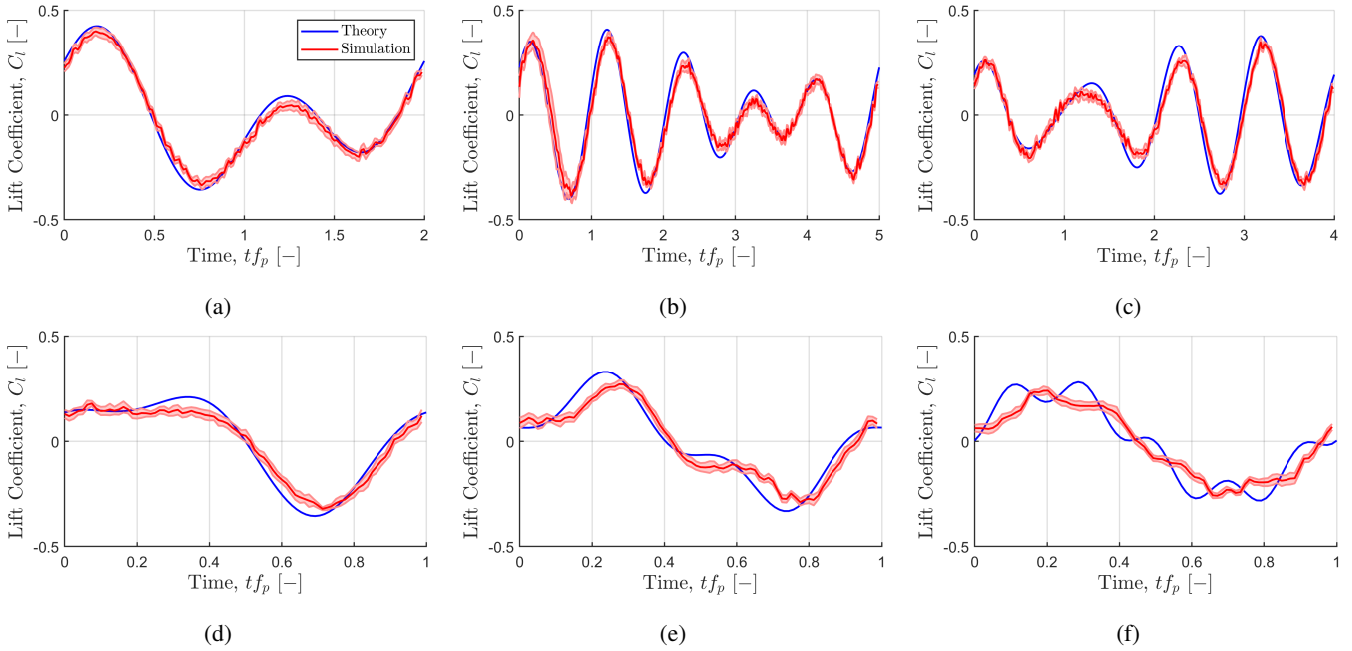 0.5
0
-0.5
Lift Coefficient, C_l [−]
0 0.5 1 1.5 2
Time, tf_p [−]
Theory
Simulation
(a)
0.5
0
-0.5
Lift Coefficient, C_l [−]
0 1 2 3 4 5
Time, tf_p [−]
(b)
0.5
0
-0.5
Lift Coefficient, C_l [−]
0 1 2 3 4
Time, tf_p [−]
(c)
0.5
0
-0.5
Lift Coefficient, C_l [−]
0 0.2 0.4 0.6 0.8 1
Time, tf_p [−]
(d)
0.5
0
-0.5
Lift Coefficient, C_l [−]
0 0.2 0.4 0.6 0.8 1
Time, tf_p [−]
(e)
0.5
0
-0.5
Lift Coefficient, C_l [−]
0 0.2 0.4 0.6 0.8 1
Time, tf_p [−]
(f)